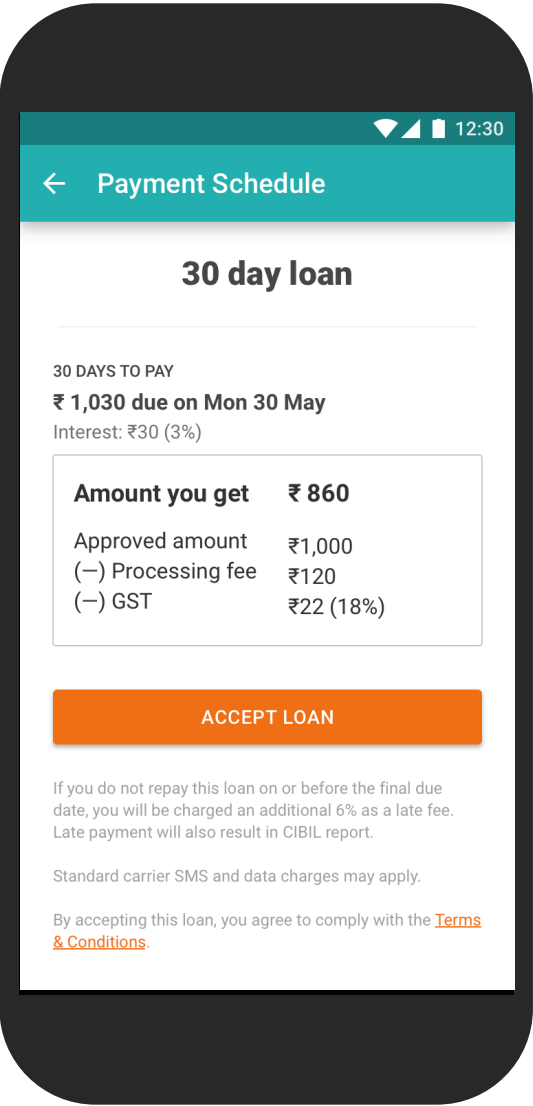 12:30
Payment Schedule
30 day loan
30 DAYS TO PAY
₹ 1,030 due on Mon 30 May
Interest: ₹30 (3%)
Amount you get ₹ 860
Approved amount ₹1,000
(—) Processing fee ₹120
(—) GST ₹22 (18%)
ACCEPT LOAN
If you do not repay this loan on or before the final due
date, you will be charged an additional 6% as a late fee.
Late payment will also result in CIBIL report.
Standard carrier SMS and data charges may apply.
By accepting this loan, you agree to comply with the Terms
& Conditions.